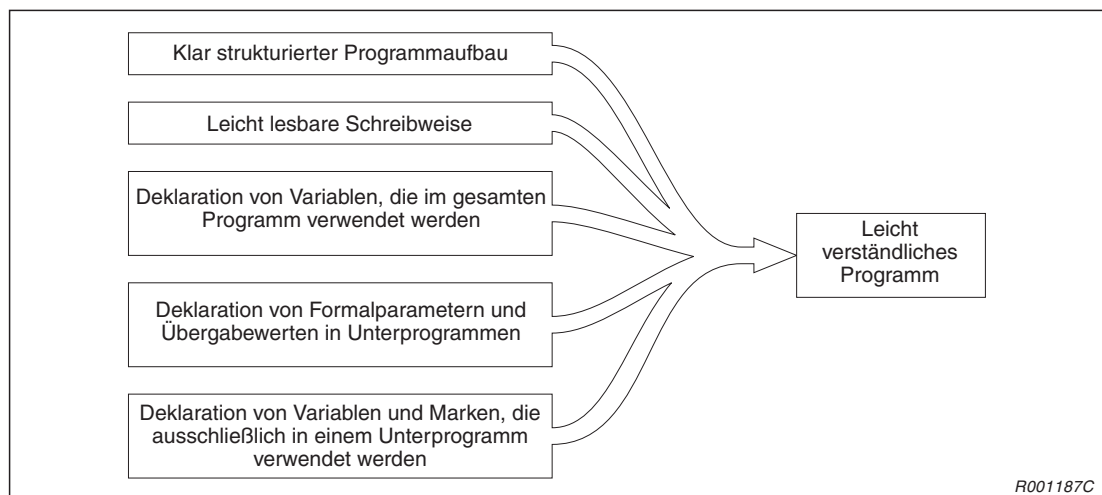 Klar strukturierter Programmaufbau
Leicht lesbare Schreibweise
Deklaration von Variablen, die im gesamten
Programm verwendet werden
Deklaration von Formalparametern und
Übergabewerten in Unterprogrammen
Deklaration von Variablen und Marken, die
ausschließlich in einem Unterprogramm
verwendet werden
Leicht
verständliches
Programm
R001187C